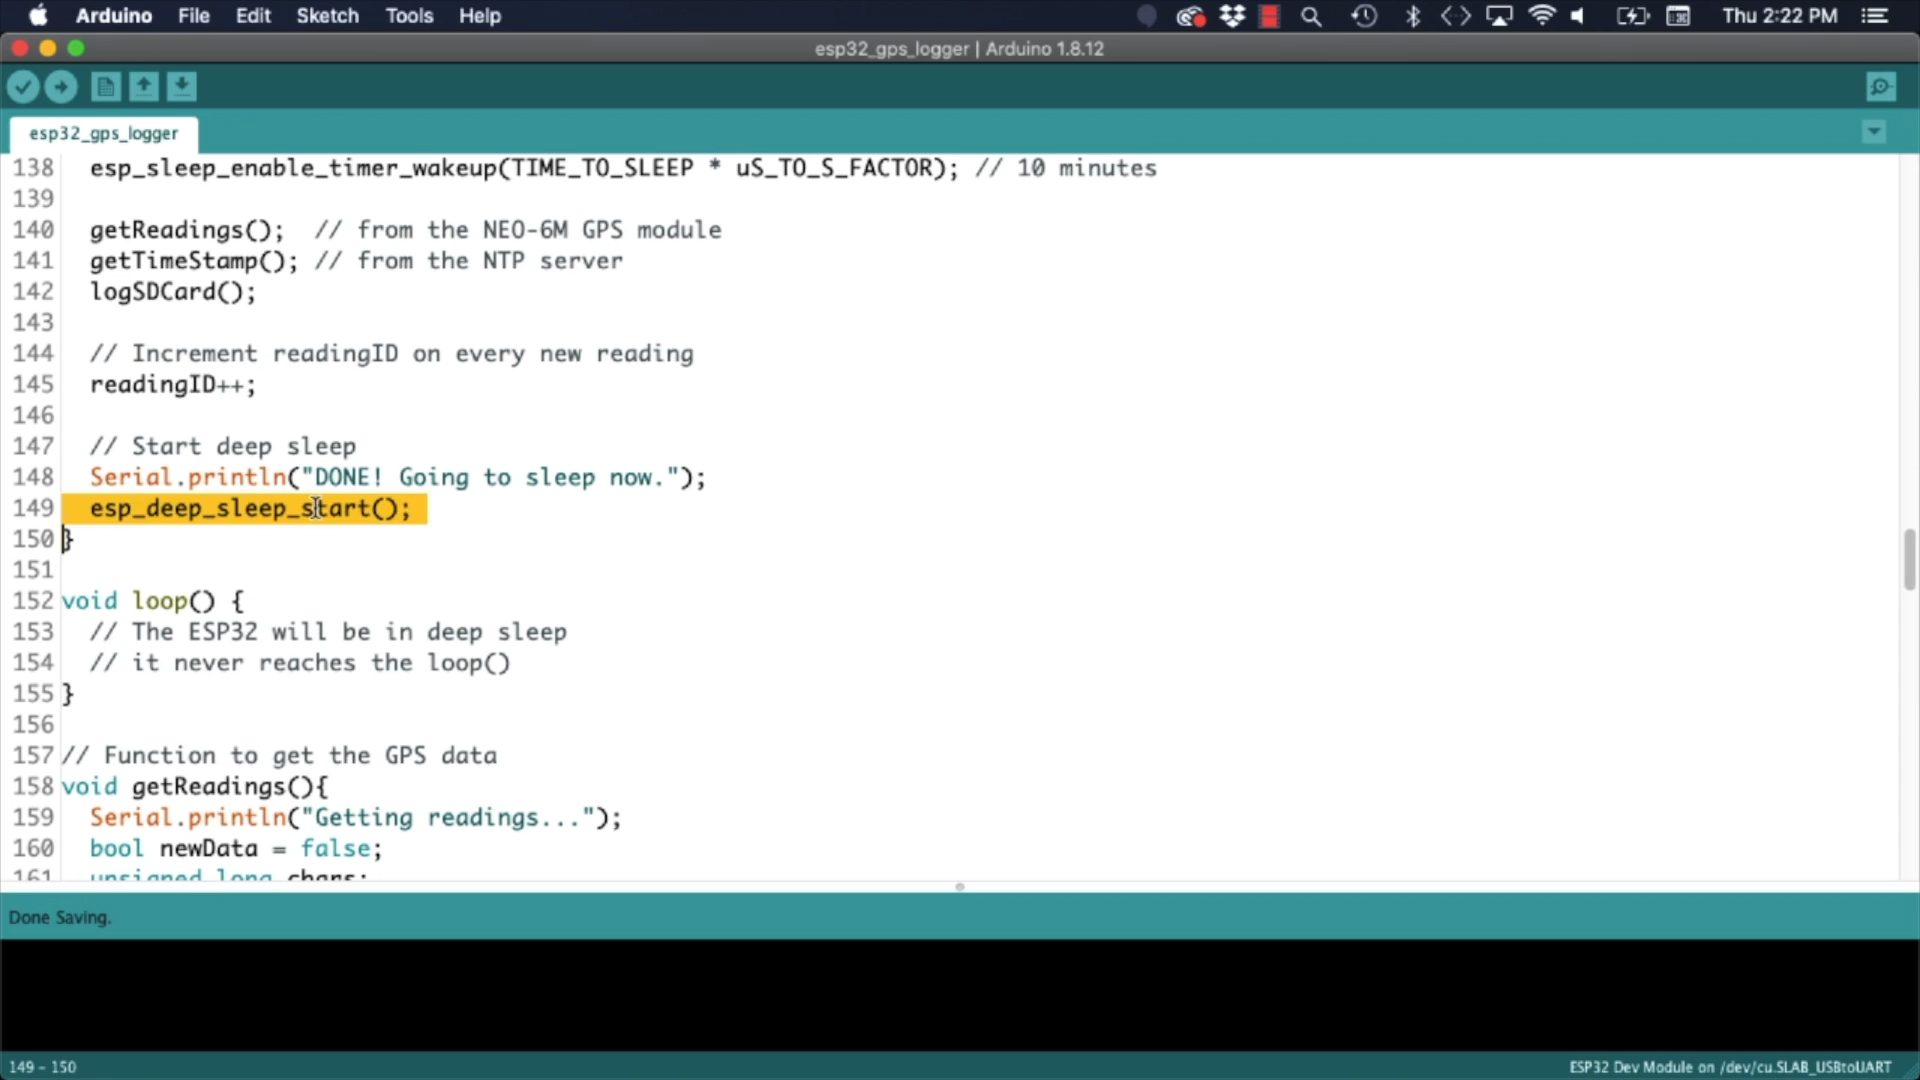 Arduino File Edit Sketch Tools Help Thu 2:22 PM
esp32_gps_logger | Arduino 1.8.12
esp32_gps_logger
138 esp_sleep_enable_timer_wakeup(TIME_TO_SLEEP * uS_TO_S_FACTOR); // 10 minutes
139
140 getReadings(); // from the NEO-6M GPS module
141 getTimeStamp(); // from the NTP server
142 logSDCard();
143
144 // Increment readingID on every new reading
145 readingID++;
146
147 // Start deep sleep
148 Serial.println("DONE! Going to sleep now.");
149 esp_deep_sleep_start();
150 }
151
152 void loop() {
153 // The ESP32 will be in deep sleep
154 // it never reaches the loop()
155 }
156
157 // Function to get the GPS data
158 void getReadings(){
159 Serial.println("Getting readings...");
160 bool newData = false;
161 unsigned long chars;
Done Saving.
149 - 150 ESP32 Dev Module on /dev/cu.SLAB_USBtoUART